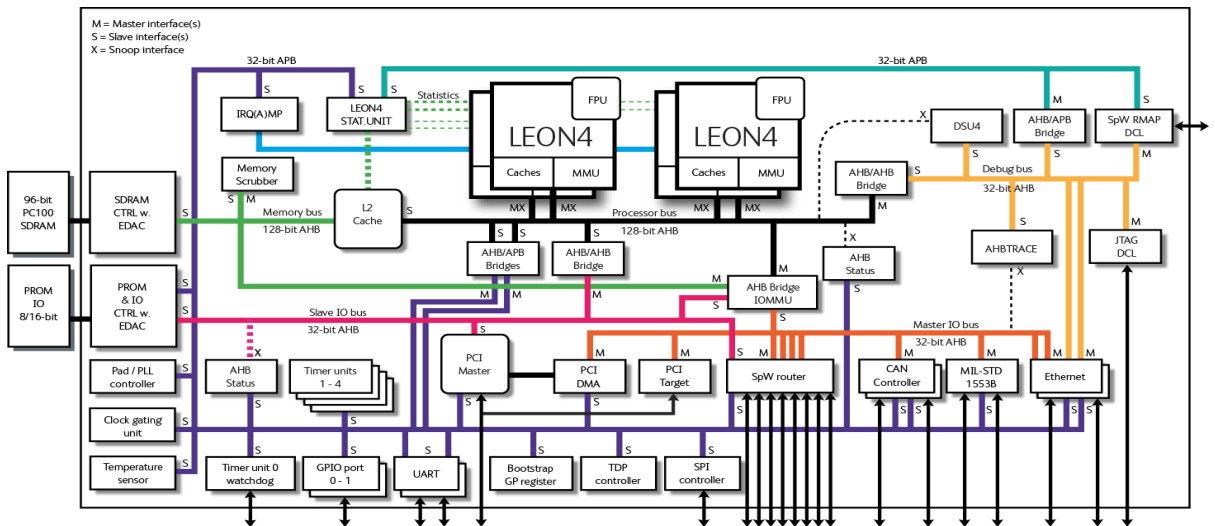 M = Master interface(s)
S = Slave interface(s)
X = Snoop interface
32-bit APB
32-bit APB
S
S
S
Statistics
FPU
FPU
M
S
X
IRQ(A)MP
LEON4
STAT.UNIT
LEON4
LEON4
DSU4
AHB/APB
Bridge
SpW RMAP
DCL
S
S
M
Memory
Scrubber
Caches
MMU
Caches
MMU
AHB/AHB
Bridge
S
Debug bus
32-bit AHB
96-bit
PC100
SDRAM
SDRAM
CTRL w.
EDAC
S
S
M
Memory bus
128-bit AHB
L2
Cache
S
MX
MX
Processor bus
128-bit AHB
MX
MX
M
S
M
S
S
S
X
AHB/APB
Bridges
AHB/AHB
Bridge
AHB
Status
AHBTRACE
JTAG
DCL
PROM
IO
8/16-bit
PROM
& IO
CTRL w.
EDAC
S
S
M
M
M
M
M
S
S
S
X
AHB Bridge
IOMMU
Slave IO bus
32-bit AHB
Master IO bus
32-bit AHB
X
S
M
M
S
M
M
M
M
Pad / PLL
controller
S
AHB
Status
Timer units
1 - 4
PCI
Master
PCI
DMA
PCI
Target
SpW router
CAN
Controller
MIL-STD
1553B
Ethernet
S
S
S
S
S
S
S
S
Clock gating
unit
S
S
S
S
S
S
S
S
S
Temperature
sensor
S
Timer unit 0
watchdog
GPIO port
0 - 1
UART
Bootstrap
GP register
TDP
controller
SPI
controller